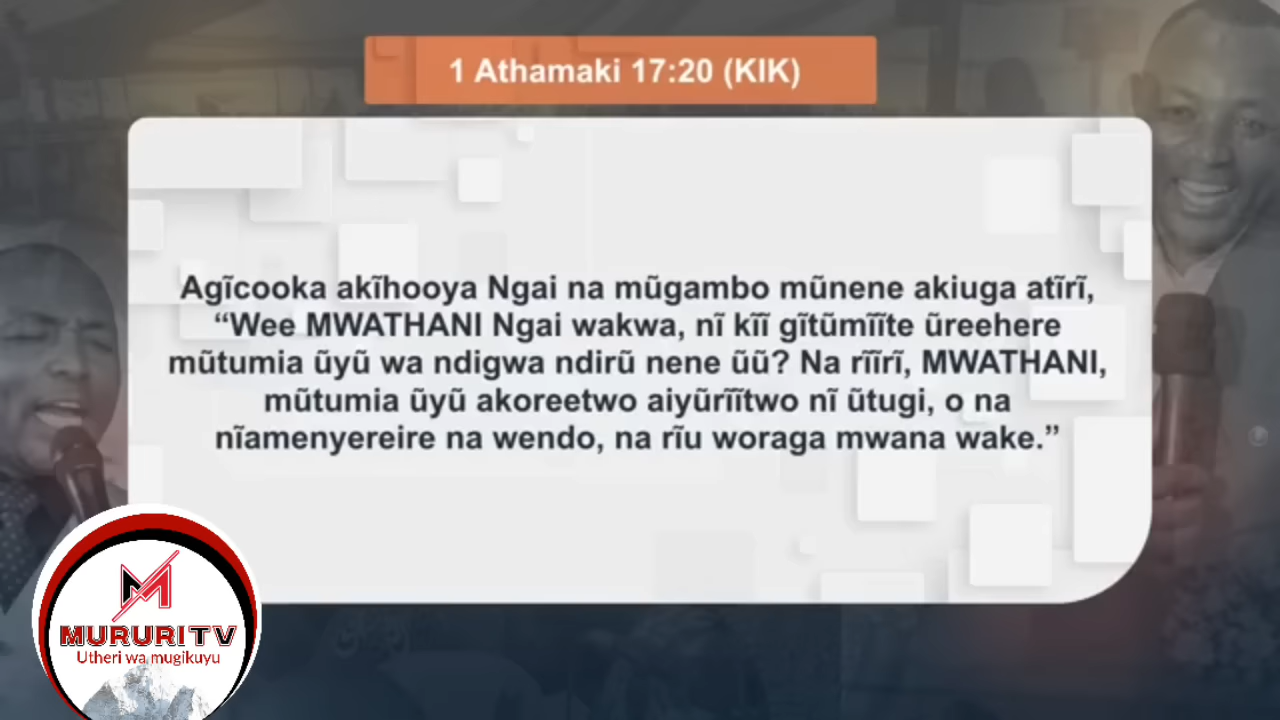 1 Athamaki 17:20 (KIK)
Agĩcooka akĩhooya Ngai na mũgambo mũnene akiuga atĩrĩ,
“Wee MWATHANI Ngai wakwa, nĩ kĩĩ gĩtũmĩĩte ũreehere
mũtumia ũyũ wa ndigwa ndirũ nene ũũ? Na rĩĩrĩ, MWATHANI,
mũtumia ũyũ akoreetwo aiyũrĩĩtwo nĩ ũtugi, o na
nĩamenyereire na wendo, na rĩu woraga mwana wake.”
M
MURURI TV
Utheri wa mugikuyu